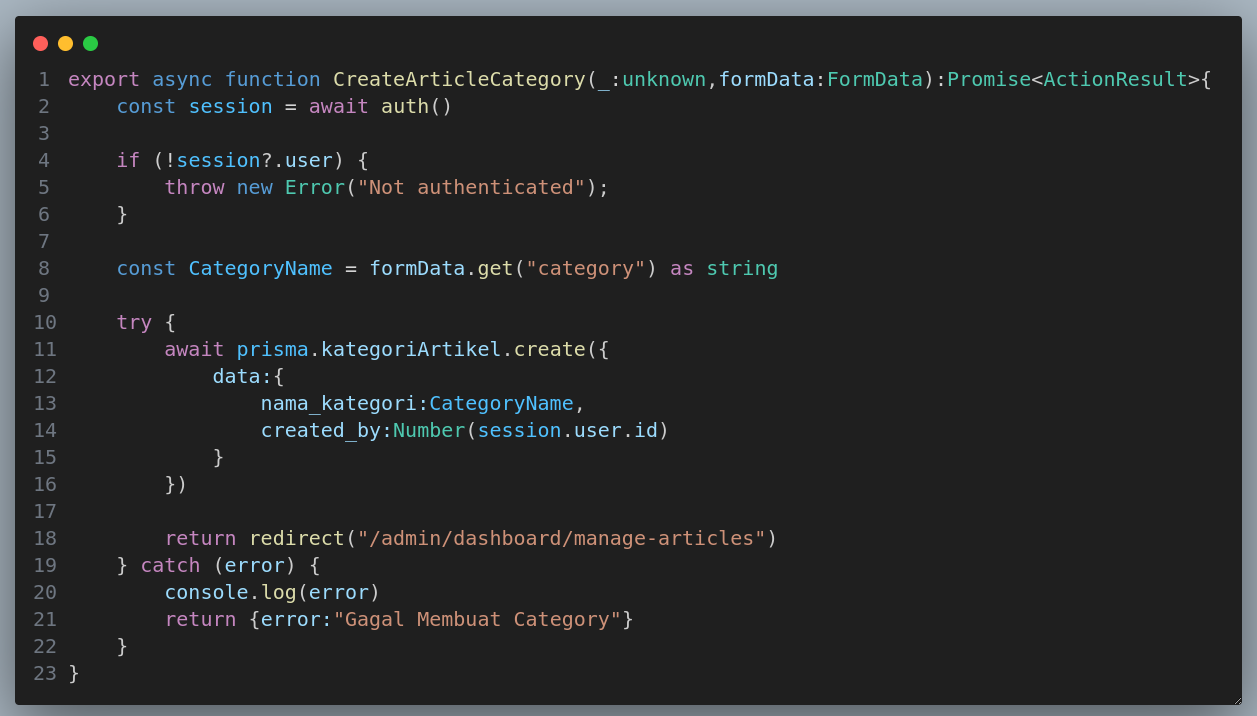 1 export async function CreateArticleCategory(_:unknown,formData:FormData):Promise<ActionResult>{
2     const session = await auth()
3
4     if (!session?.user) {
5         throw new Error("Not authenticated");
6     }
7
8     const CategoryName = formData.get("category") as string
9
10     try {
11         await prisma.kategoriArtikel.create({
12             data:{
13                 nama_kategori:CategoryName,
14                 created_by:Number(session.user.id)
15             }
16         })
17
18         return redirect("/admin/dashboard/manage-articles")
19     } catch (error) {
20         console.log(error)
21         return {error:"Gagal Membuat Category"}
22     }
23 }